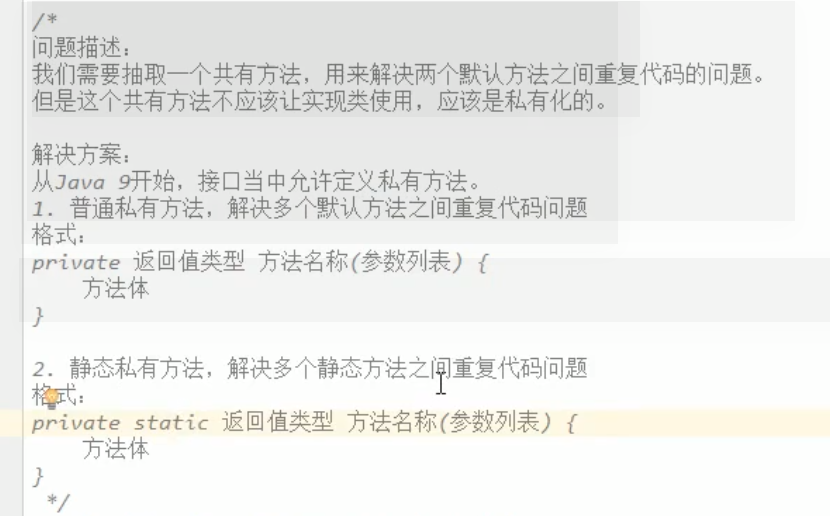 /*
问题描述：
我们需要抽取一个共有方法，用来解决两个默认方法之间重复代码的问题。
但是这个共有方法不应该让实现类使用，应该是私有化的。
解决方案：
从Java 9开始，接口当中允许定义私有方法。
1. 普通私有方法，解决多个默认方法之间重复代码问题
格式：
private 返回值类型 方法名称(参数列表) {
    方法体
}
2. 静态私有方法，解决多个静态方法之间重复代码问题
格式：
private static 返回值类型 方法名称(参数列表) {
    方法体
}
 */